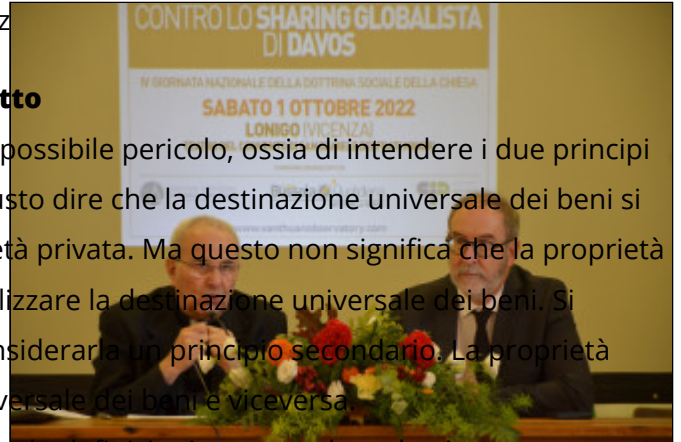 z
CONTRO LO SHARING GLOBALISTA
DI DAVOS
IV GIORNATA NAZIONALE DELLA DOTTRINA SOCIALE DELLA CHIESA
tto
SABATO 1 OTTOBRE 2022
LONIGO (VICENZA)
possibile pericolo, ossia di intendere i due principi
usto dire che la destinazione universale dei beni si
www.vanthuanobservatory.com
età privata. Ma questo non significa che la proprietà
lizzare la destinazione universale dei beni. Si
nsiderarla un principio secondario. La proprietà
versale dei beni e viceversa.